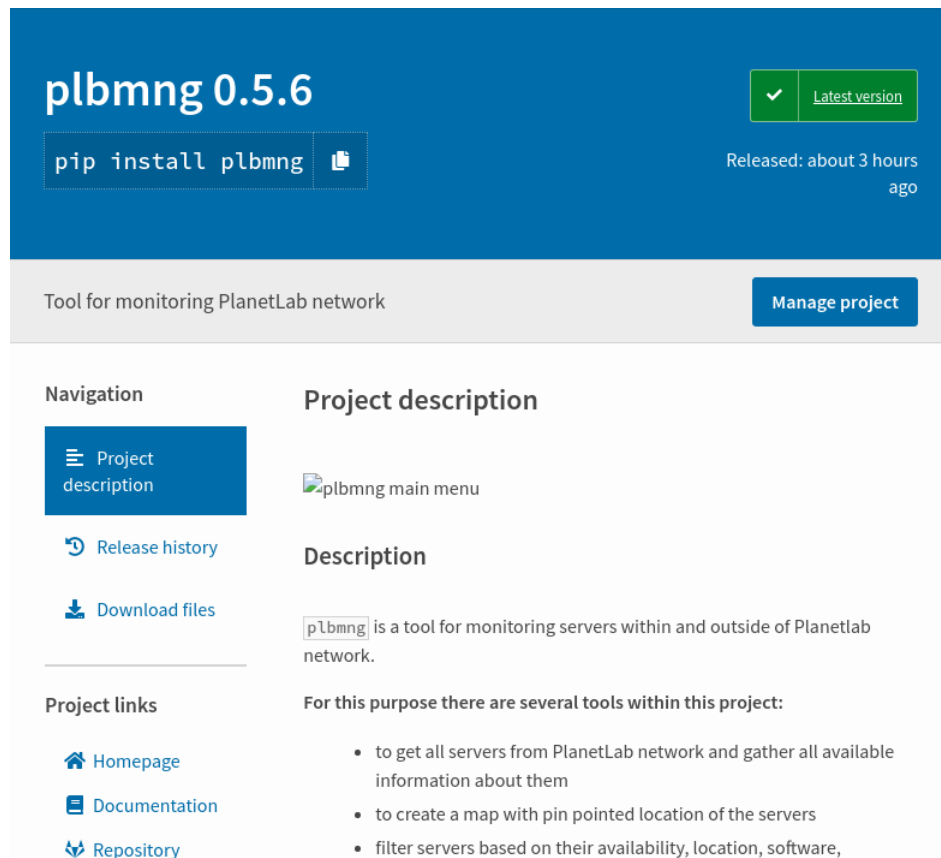 plbmng 0.5.6
pip install plbmng
Latest version
Released: about 3 hours
ago
Tool for monitoring PlanetLab network
Manage project
Navigation
Project
description
Release history
Download files
Project links
Homepage
Documentation
Repository
Project description
plbmng main menu
Description
plbmng is a tool for monitoring servers within and outside of Planetlab
network.
For this purpose there are several tools within this project:
• to get all servers from PlanetLab network and gather all available
information about them
• to create a map with pin pointed location of the servers
• filter servers based on their availability, location, software,